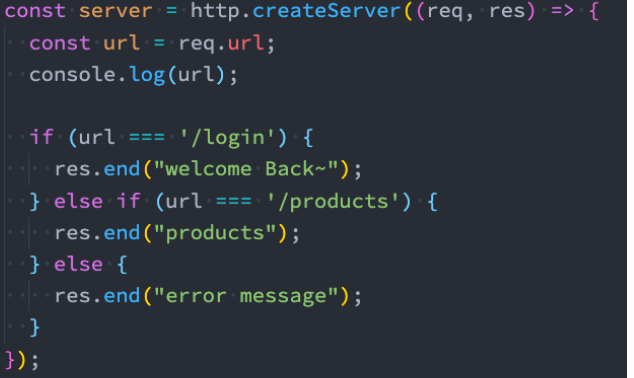 const server = http.createServer((req, res) => {
  const url = req.url;
  console.log(url);

  if (url === '/login') {
    res.end("welcome Back~");
  } else if (url === '/products') {
    res.end("products");
  } else {
    res.end("error message");
  }
});